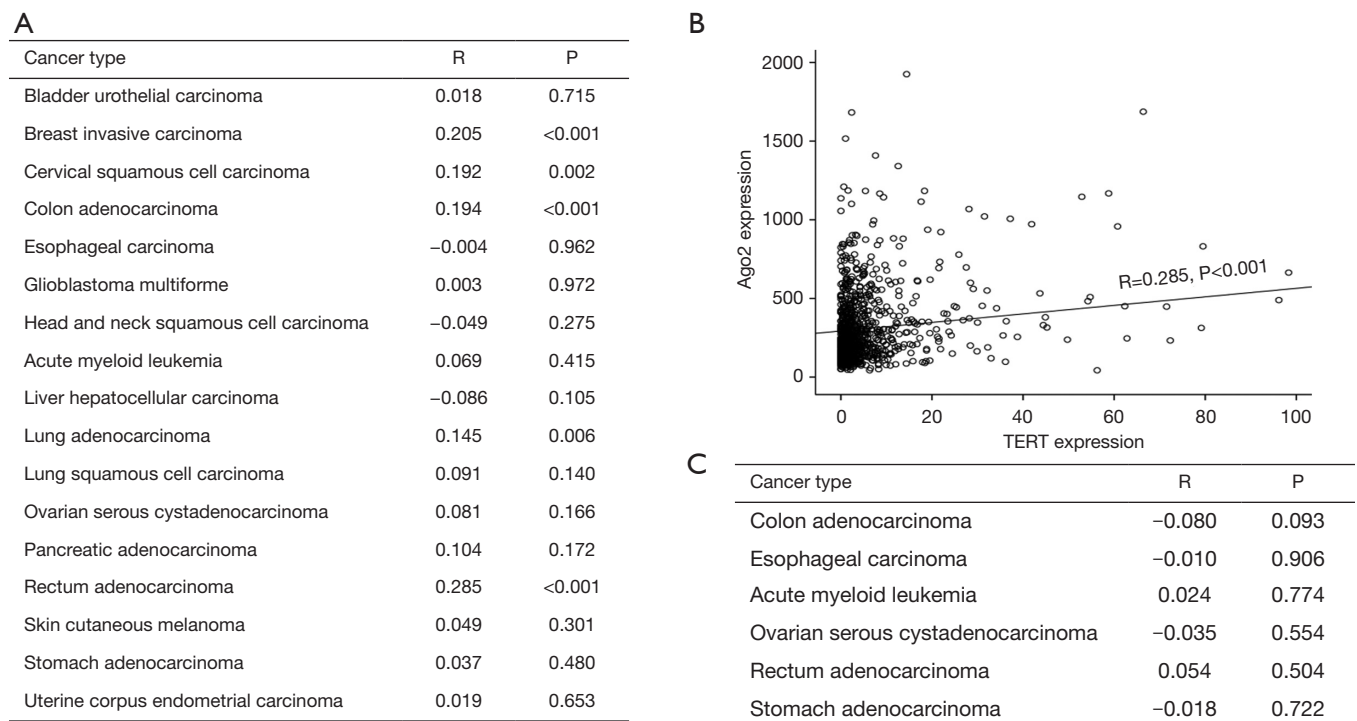 A
Cancer type R P
Bladder urothelial carcinoma 0.018 0.715
Breast invasive carcinoma 0.205 <0.001
Cervical squamous cell carcinoma 0.192 0.002
Colon adenocarcinoma 0.194 <0.001
Esophageal carcinoma −0.004 0.962
Glioblastoma multiforme 0.003 0.972
Head and neck squamous cell carcinoma −0.049 0.275
Acute myeloid leukemia 0.069 0.415
Liver hepatocellular carcinoma −0.086 0.105
Lung adenocarcinoma 0.145 0.006
Lung squamous cell carcinoma 0.091 0.140
Ovarian serous cystadenocarcinoma 0.081 0.166
Pancreatic adenocarcinoma 0.104 0.172
Rectum adenocarcinoma 0.285 <0.001
Skin cutaneous melanoma 0.049 0.301
Stomach adenocarcinoma 0.037 0.480
Uterine corpus endometrial carcinoma 0.019 0.653
B
Ago2 expression
2000
1500
1000
500
0
R=0.285, P<0.001
0 20 40 60 80 100
TERT expression
C
Cancer type R P
Colon adenocarcinoma −0.080 0.093
Esophageal carcinoma −0.010 0.906
Acute myeloid leukemia 0.024 0.774
Ovarian serous cystadenocarcinoma −0.035 0.554
Rectum adenocarcinoma 0.054 0.504
Stomach adenocarcinoma −0.018 0.722